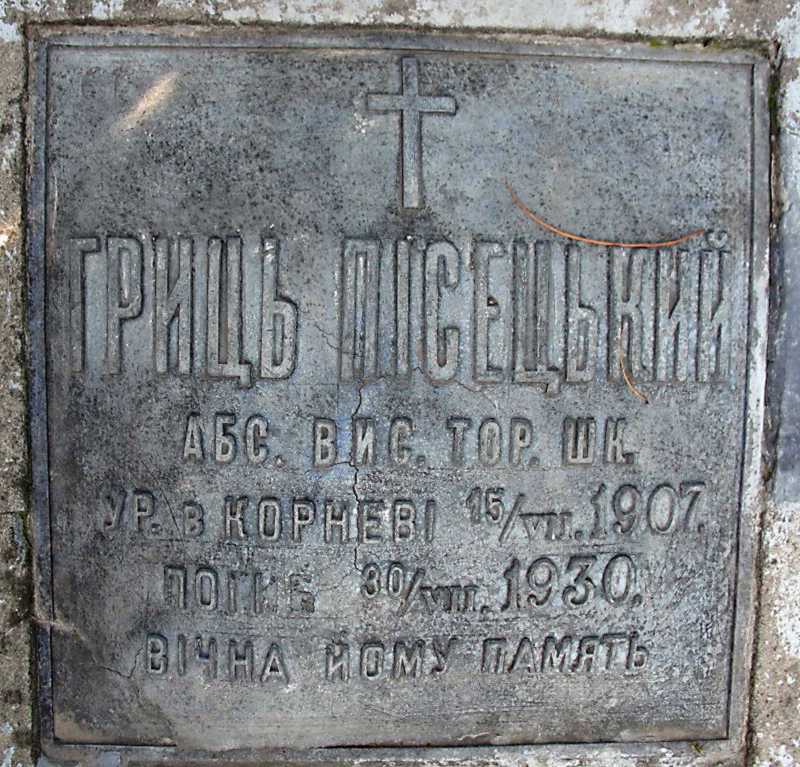 ГРИЦЬ ПІСЕЦЬКИЙ
АБС. ВИС. ТОР. ШК.
УР. в КОРНЕВІ 15/VII. 1907.
ПОГИБ 30/VIII. 1930.
ВІЧНА ЙОМУ ПАМЯТЬ